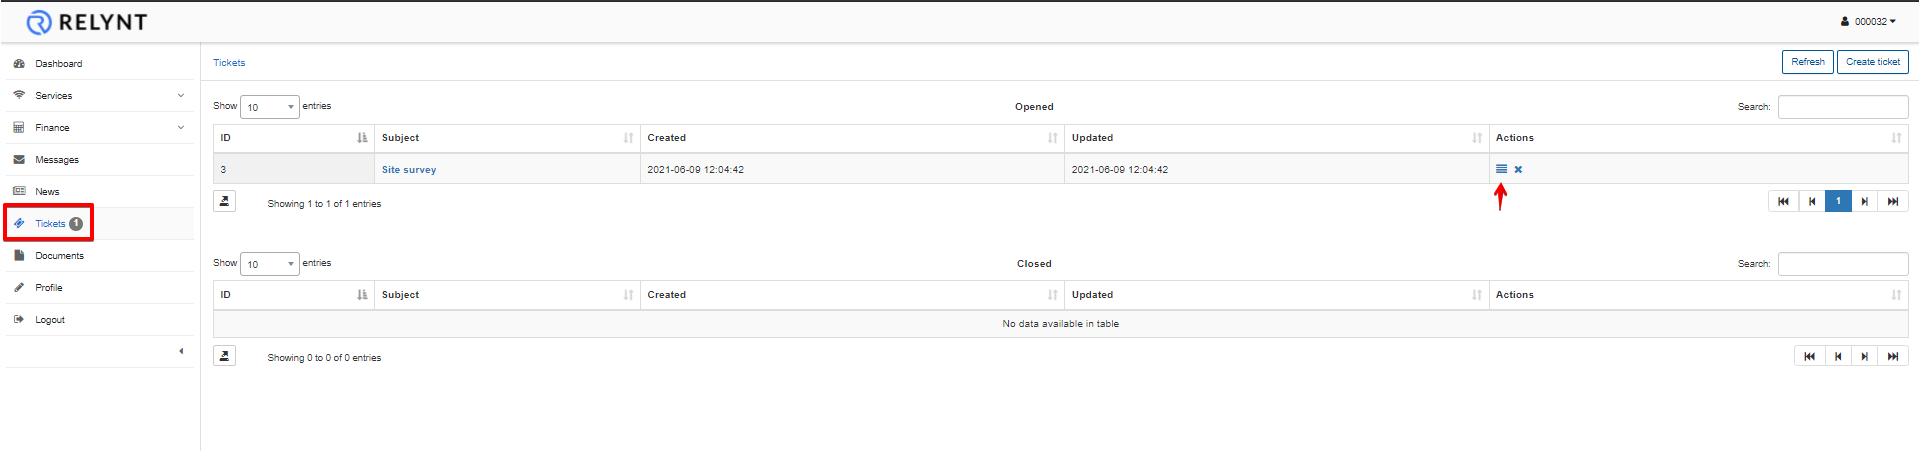 RELYNT
000032
Dashboard
Services
Finance
Messages
News
Tickets 1
Documents
Profile
Logout
Tickets
Refresh
Create ticket
Show 10 entries
Opened
Search:
ID Subject Created Updated Actions
3 Site survey 2021-06-09 12:04:42 2021-06-09 12:04:42
Showing 1 to 1 of 1 entries
1
Show 10 entries
Closed
Search:
ID Subject Created Updated Actions
No data available in table
Showing 0 to 0 of 0 entries